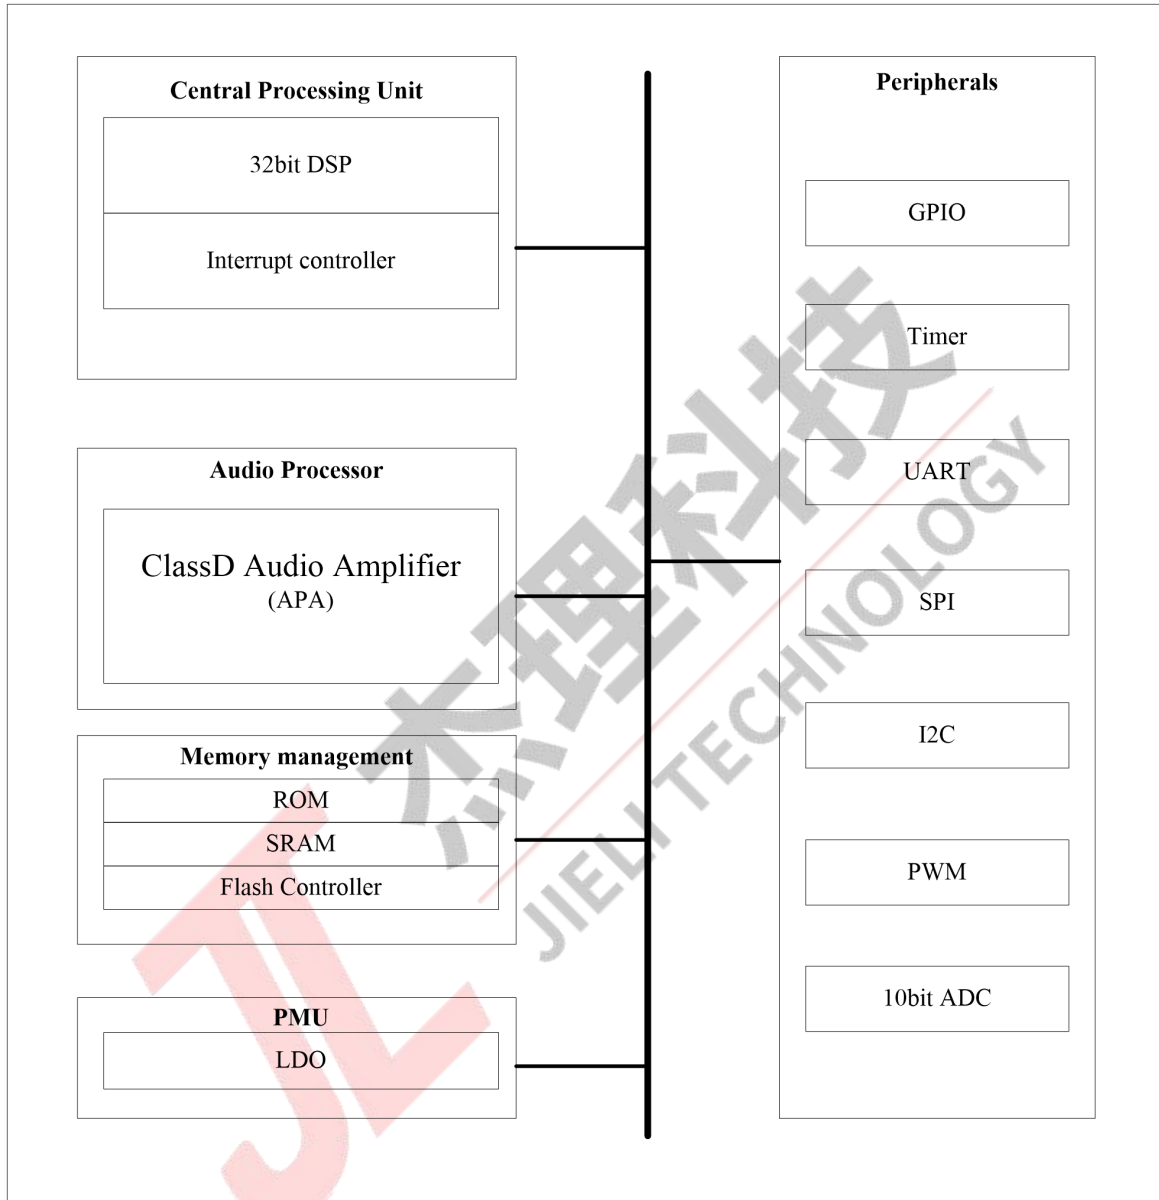 Central Processing Unit
32bit DSP
Interrupt controller
Audio Processor
ClassD Audio Amplifier
(APA)
Memory management
ROM
SRAM
Flash Controller
PMU
LDO
Peripherals
GPIO
Timer
UART
SPI
I2C
PWM
10bit ADC
杰理科技
JIELI TECHNOLOGY
JL